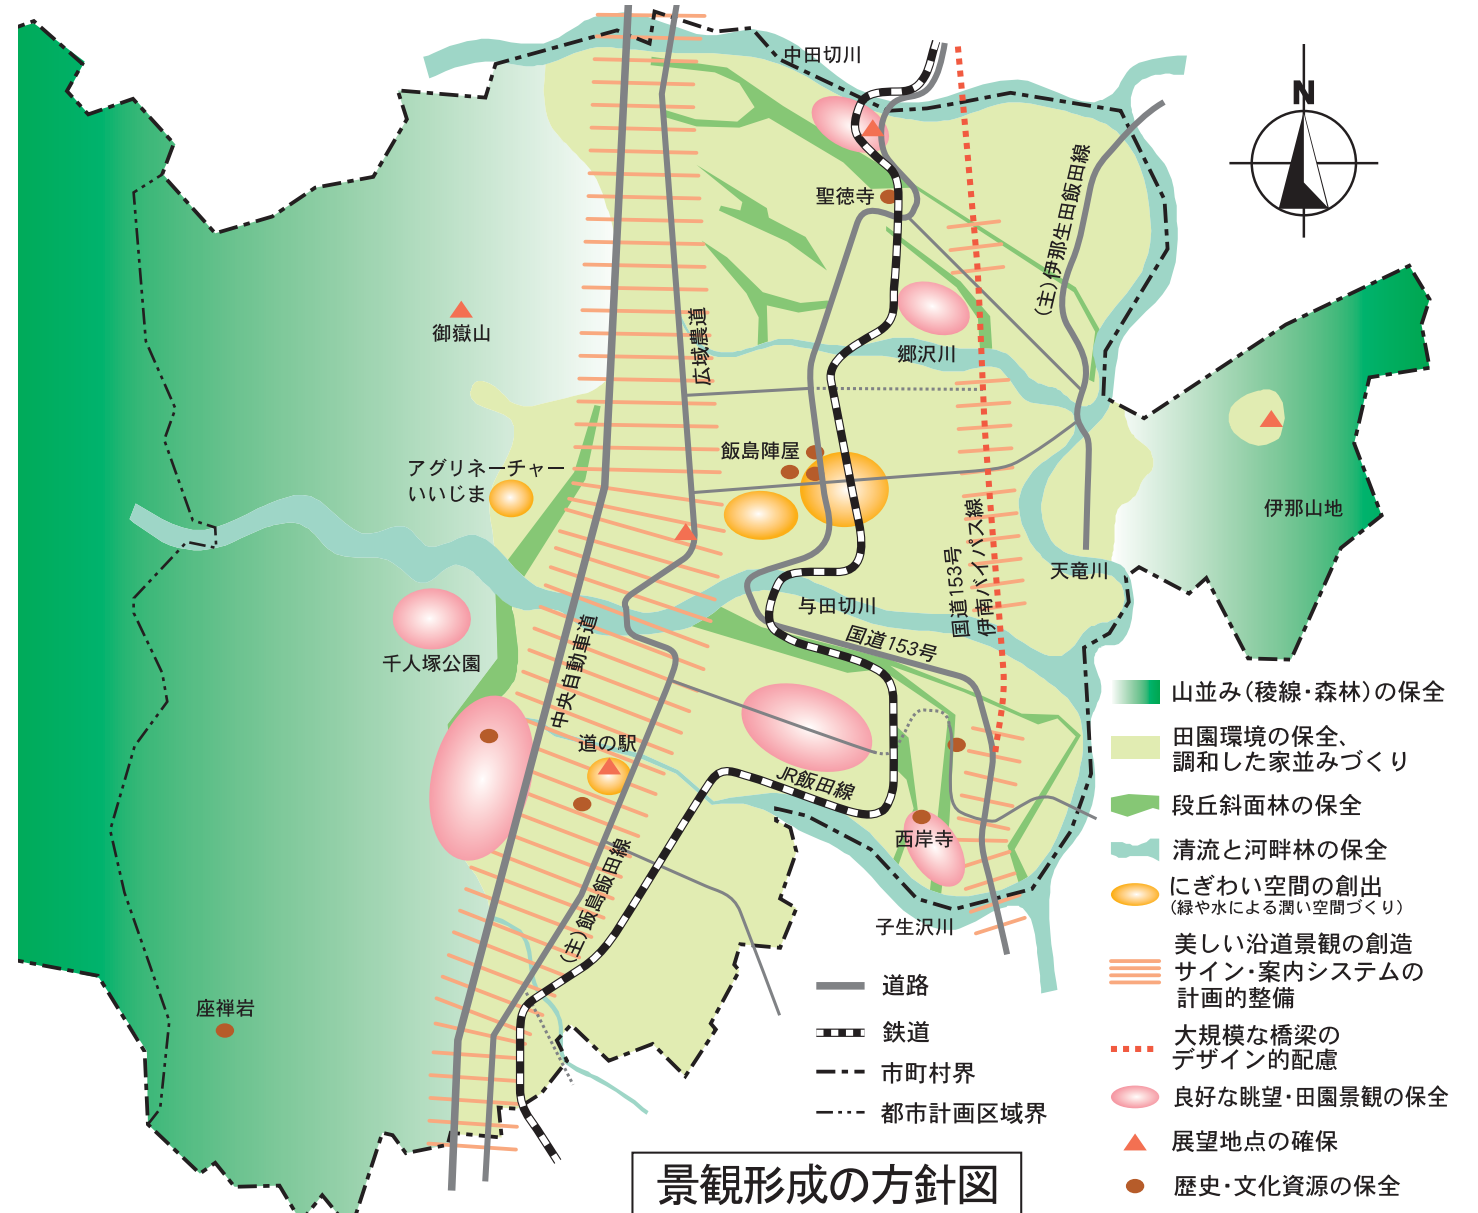 中田切川
N
聖徳寺
(主)伊那生田飯田線
御嶽山
広域農道
郷沢川
飯島陣屋
アグリネーチャー
いいじま
伊那山地
国道153号
伊南バイパス線
天竜川
与田切川
国道153号
千人塚公園
中央自動車道
道の駅
JR飯田線
西岸寺
(主)飯島飯田線
子生沢川
座禅岩
山並み(稜線・森林)の保全
田園環境の保全、
調和した家並みづくり
段丘斜面林の保全
清流と河畔林の保全
にぎわい空間の創出
(緑や水による潤い空間づくり)
美しい沿道景観の創造
サイン・案内システムの
計画的整備
大規模な橋梁の
デザイン的配慮
良好な眺望・田園景観の保全
展望地点の確保
歴史・文化資源の保全
道路
鉄道
市町村界
都市計画区域界
景観形成の方針図